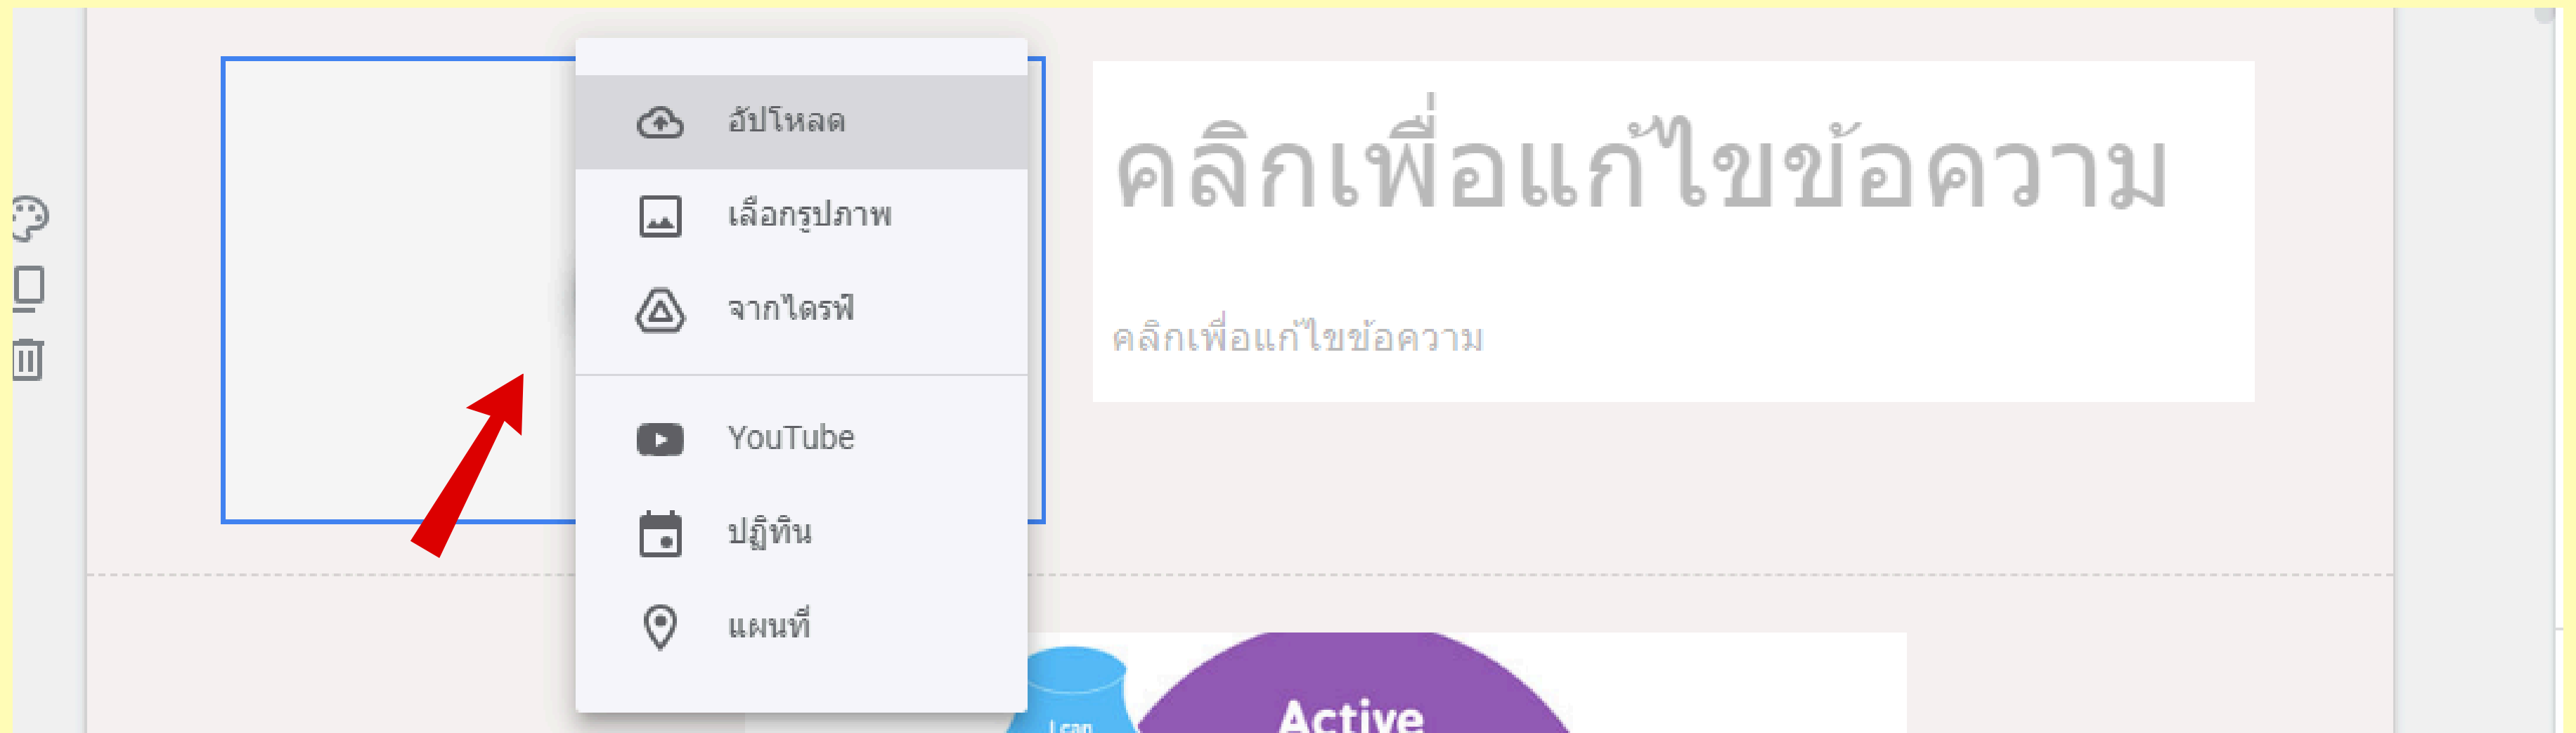 อัปโหลด
เลือกรูปภาพ
จากไดรฟ์
YouTube
ปฏิทิน
แผนที่
คลิกเพื่อแก้ไขข้อความ
คลิกเพื่อแก้ไขข้อความ
I can
Active